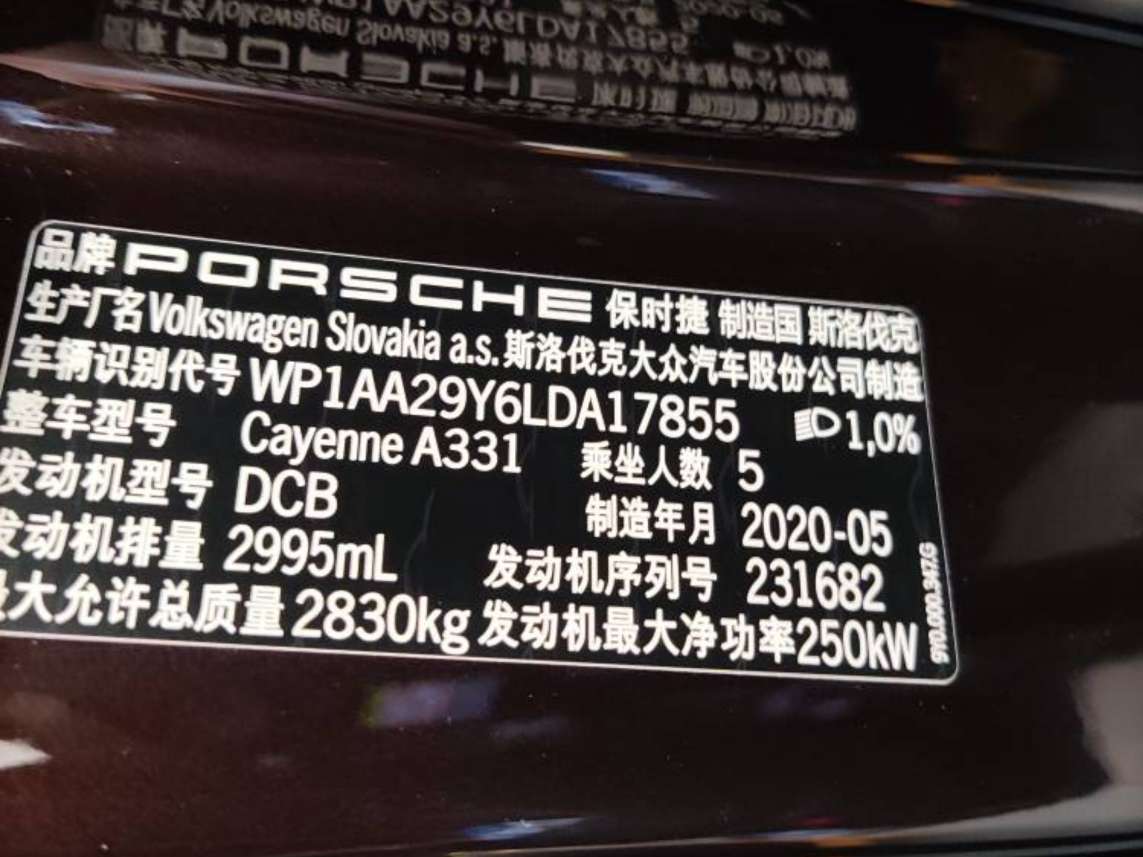 品牌 PORSCHE 保时捷 制造国 斯洛伐克
生产厂名 Volkswagen Slovakia a.s. 斯洛伐克大众汽车股份公司制造
车辆识别代号 WP1AA29Y6LDA17855 1,0%
整车型号 Cayenne A331 乘坐人数 5
发动机型号 DCB 制造年月 2020-05
发动机排量 2995mL 发动机序列号 231682
最大允许总质量 2830kg 发动机最大净功率 250kW
9Y0.000.347.G